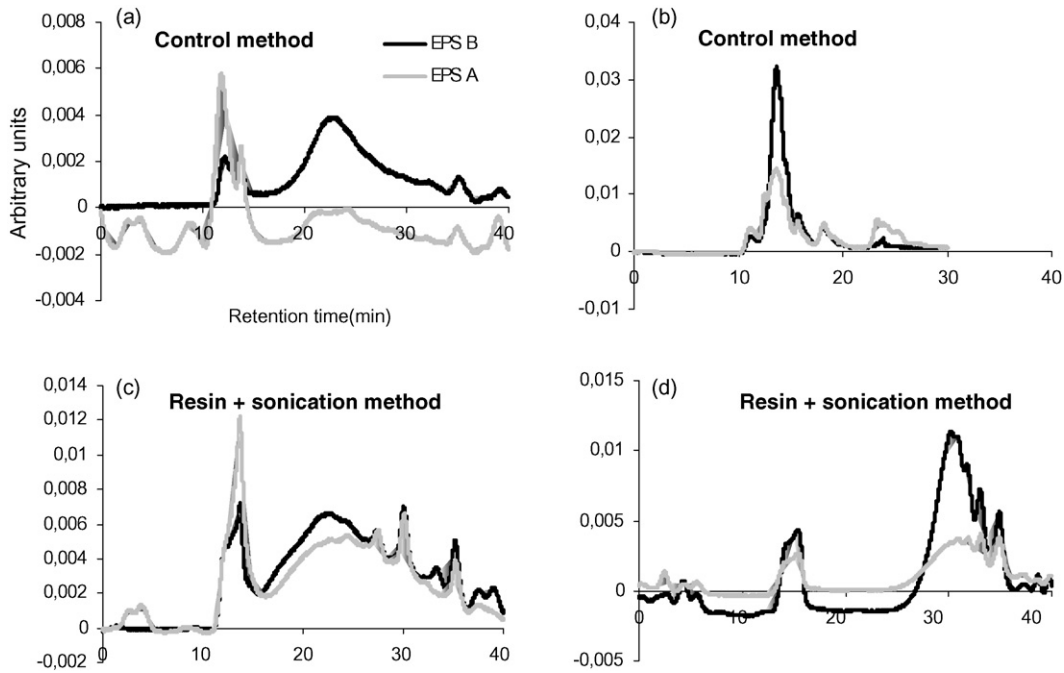 (a)
Control method
EPS B
EPS A
0,008
0,006
0,004
0,002
0
-0,002
-0,004
0 10 20 30 40
Arbitrary units
Retention time(min)
(b)
Control method
0,04
0,03
0,02
0,01
0
-0,01
0 10 20 30 40
(c)
Resin + sonication method
0,014
0,012
0,01
0,008
0,006
0,004
0,002
0
-0,002
0 10 20 30 40
(d)
Resin + sonication method
0,015
0,01
0,005
0
-0,005
0 10 20 30 40